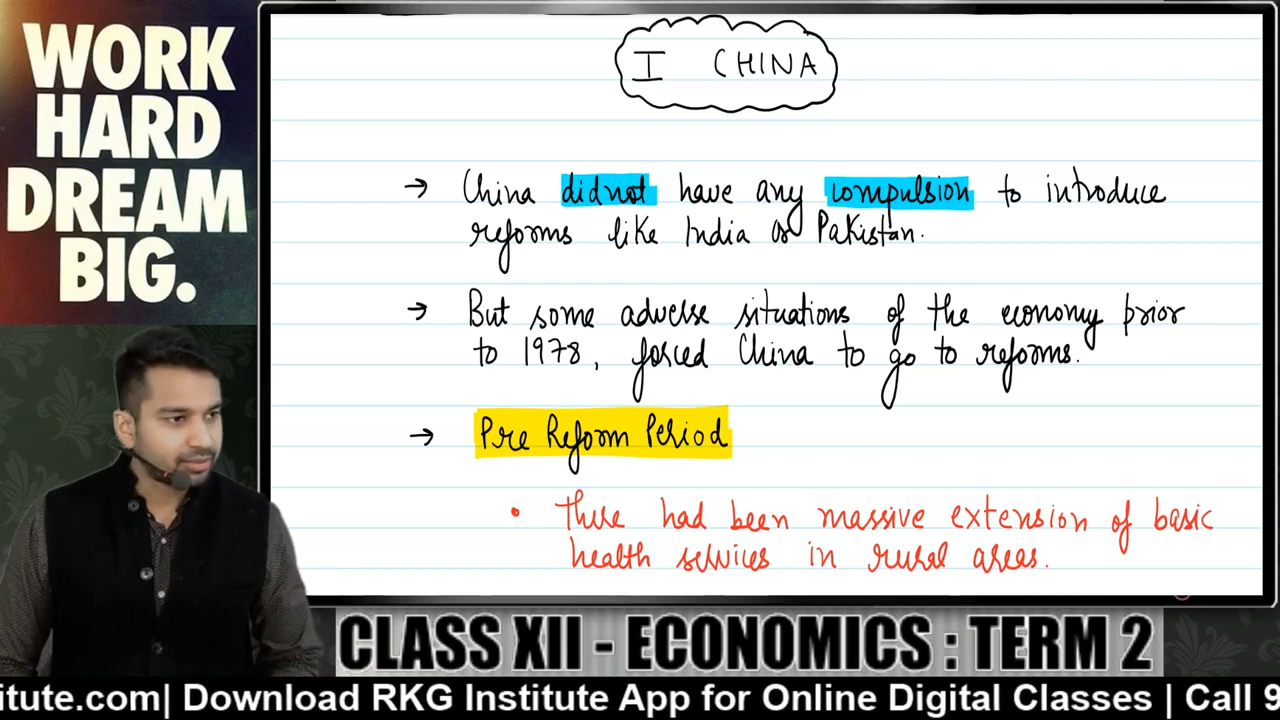 WORK
HARD
DREAM
BIG.
I CHINA
→ China didnot have any compulsion to introduce
reforms like India or Pakistan.
→ But some adverse situations of the economy prior
to 1978, forced China to go to reforms.
→ Pre Reform Period
• There had been massive extension of basic
health services in rural areas.
CLASS XII - ECONOMICS : TERM 2
itute.com| Download RKG Institute App for Online Digital Classes | Call 9